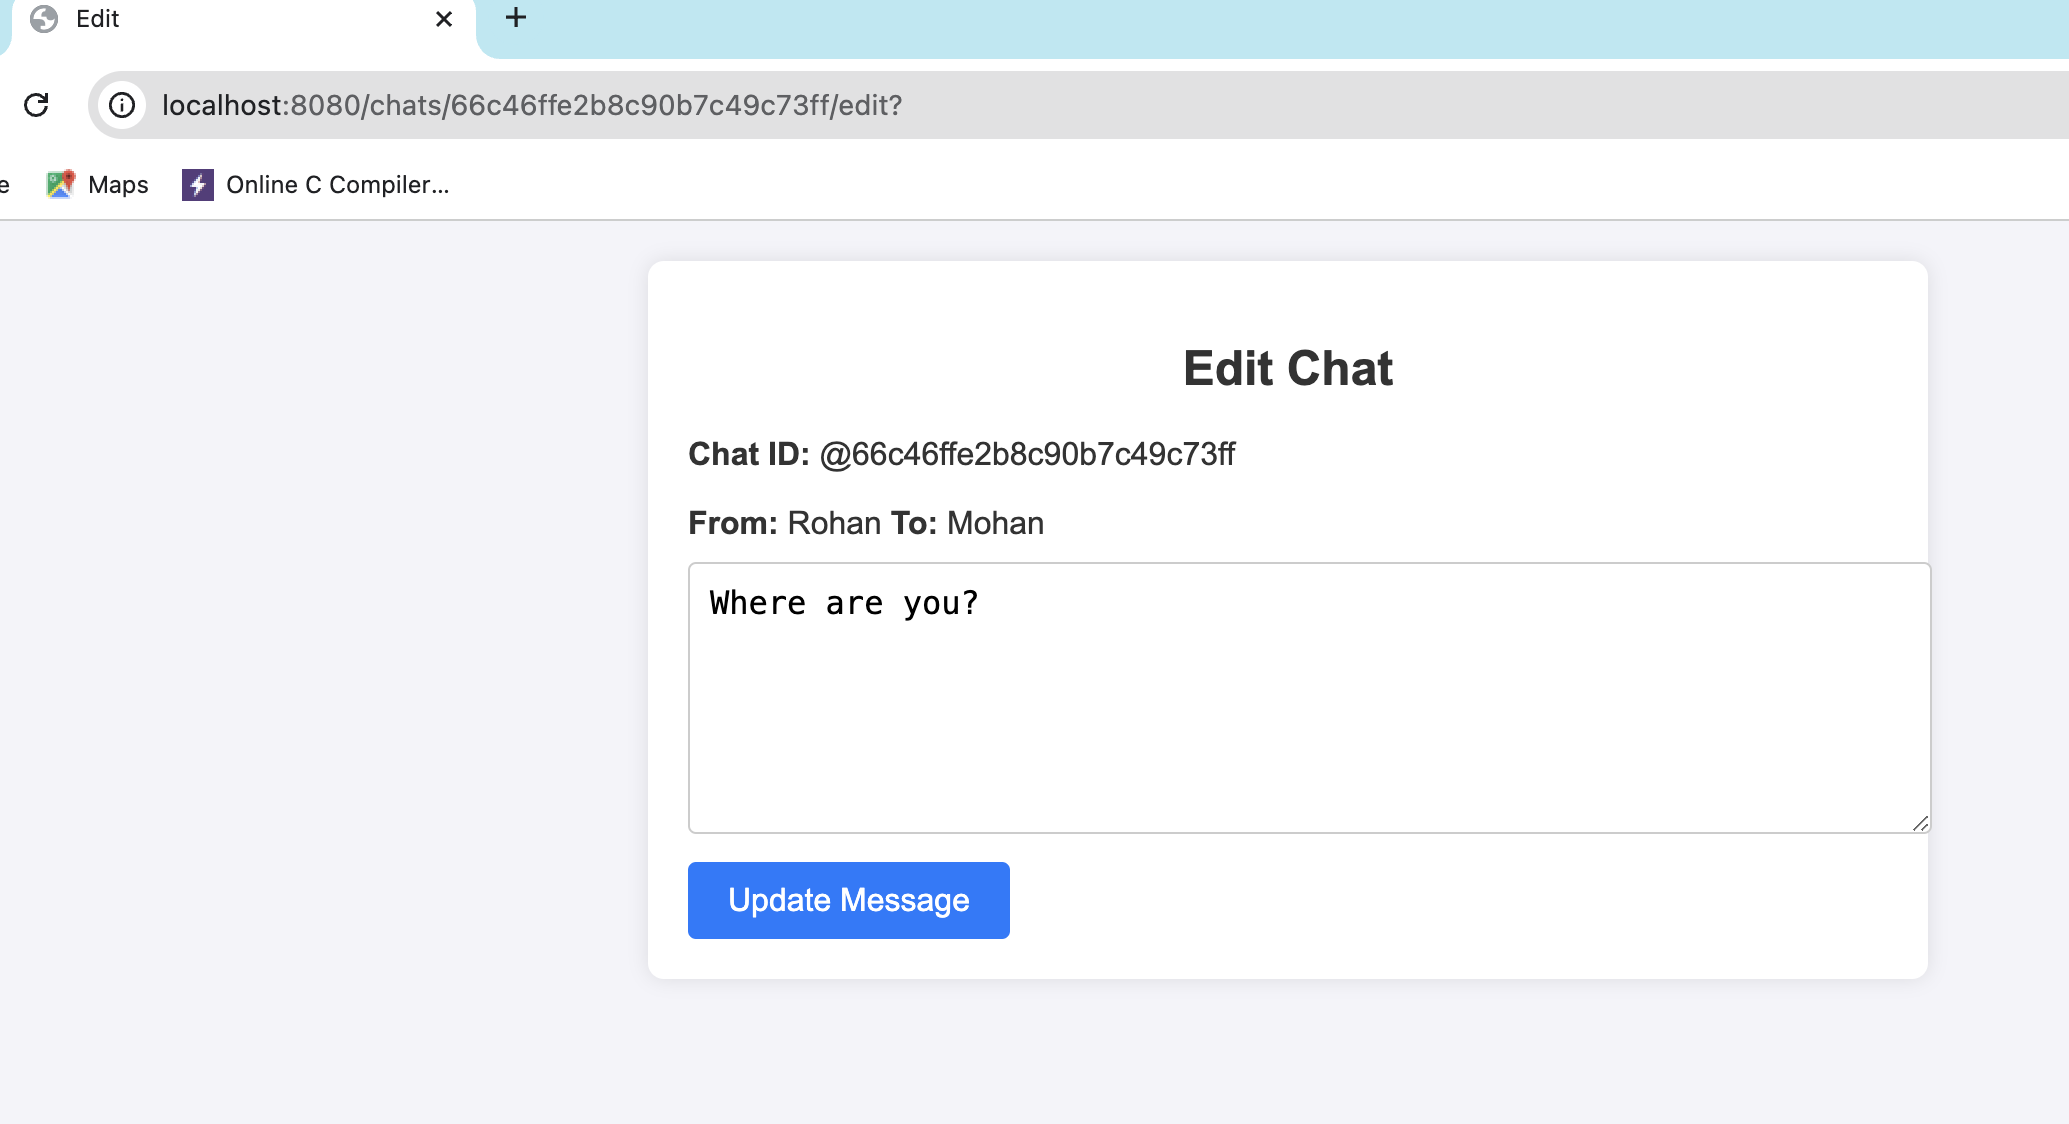 Edit
localhost:8080/chats/66c46ffe2b8c90b7c49c73ff/edit?
e Maps Online C Compiler...
Edit Chat
Chat ID: @66c46ffe2b8c90b7c49c73ff
From: Rohan To: Mohan
Where are you?
Update Message